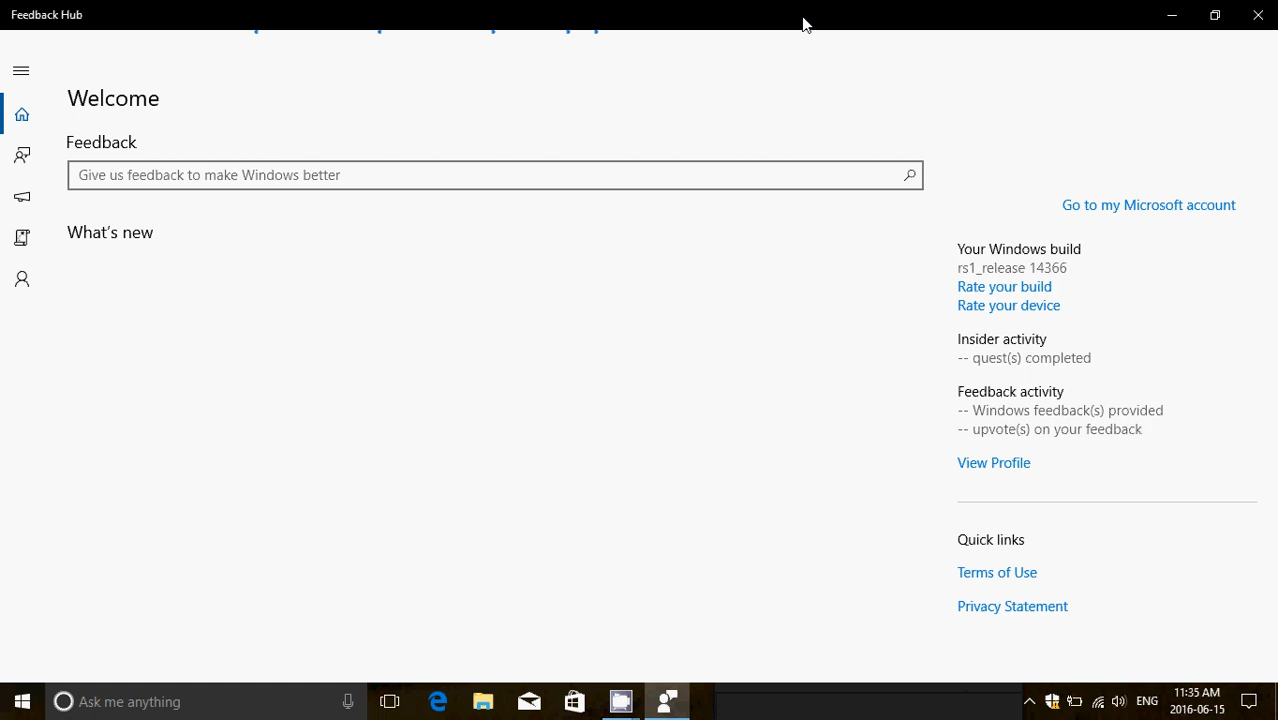 Feedback Hub
Welcome
Feedback
Give us feedback to make Windows better
What's new
Go to my Microsoft account
Your Windows build
rs1_release 14366
Rate your build
Rate your device
Insider activity
-- quest(s) completed
Feedback activity
-- Windows feedback(s) provided
-- upvote(s) on your feedback
View Profile
Quick links
Terms of Use
Privacy Statement
Ask me anything
ENG
11:35 AM
2016-06-15